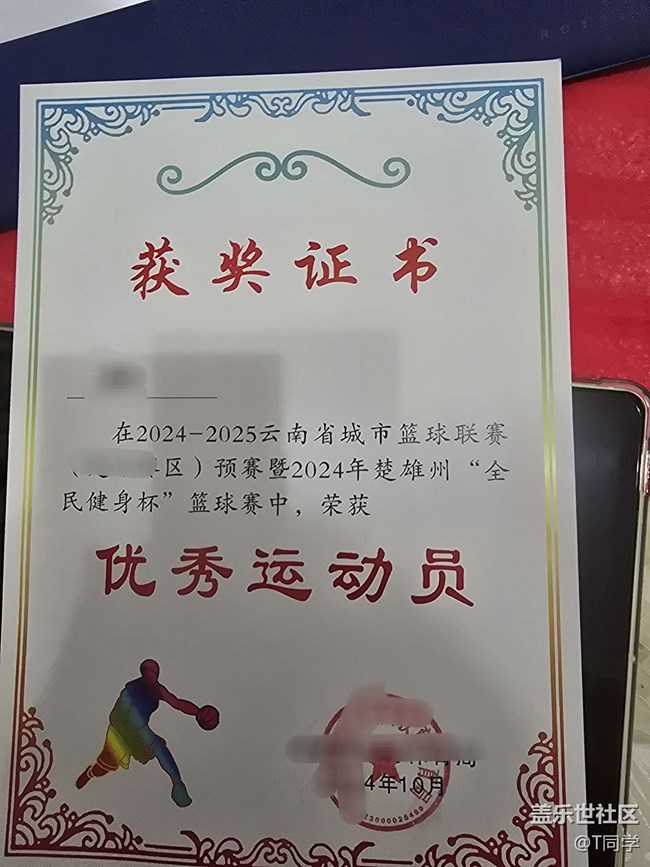 获奖证书
在2024-2025云南省城市篮球联赛
区）预赛暨2024年楚雄州“全
民健身杯”篮球赛中，荣获
优秀运动员
局
4年10月
盖乐世社区
@T同学